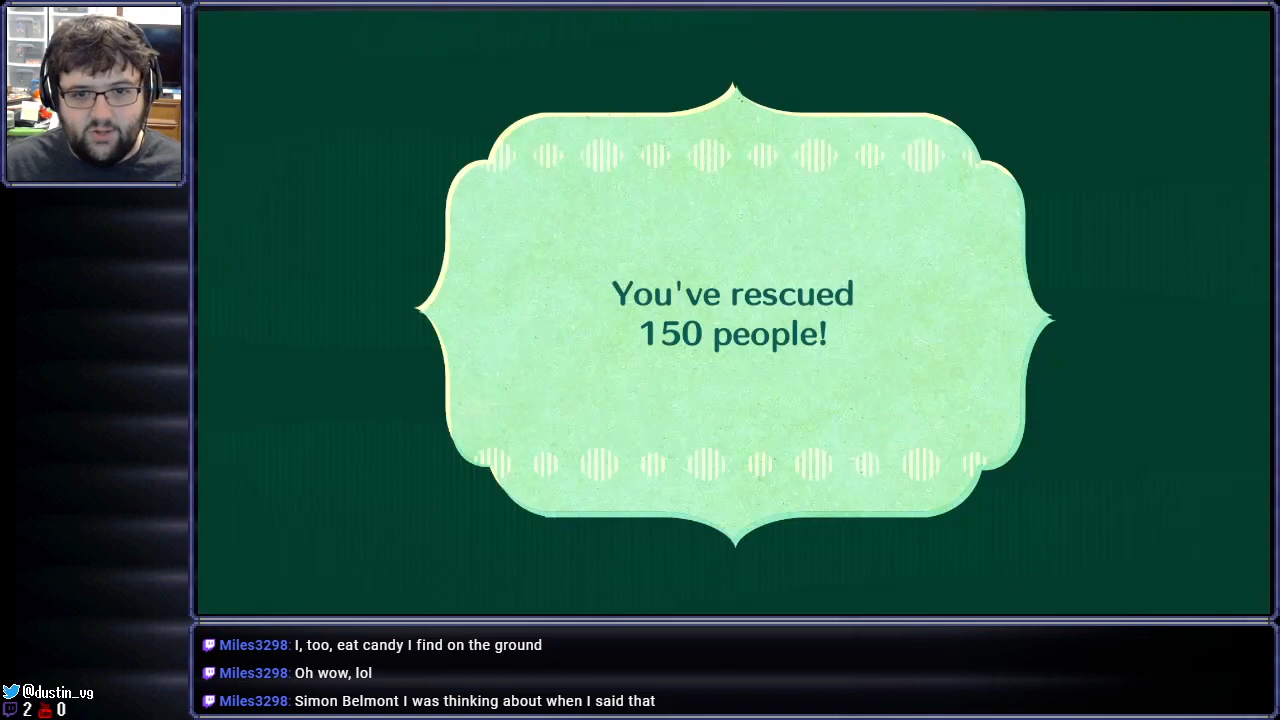 You've rescued
150 people!
Miles3298: I, too, eat candy I find on the ground
Miles3298: Oh wow, lol
Miles3298: Simon Belmont I was thinking about when I said that
@dustin_vg
2 0